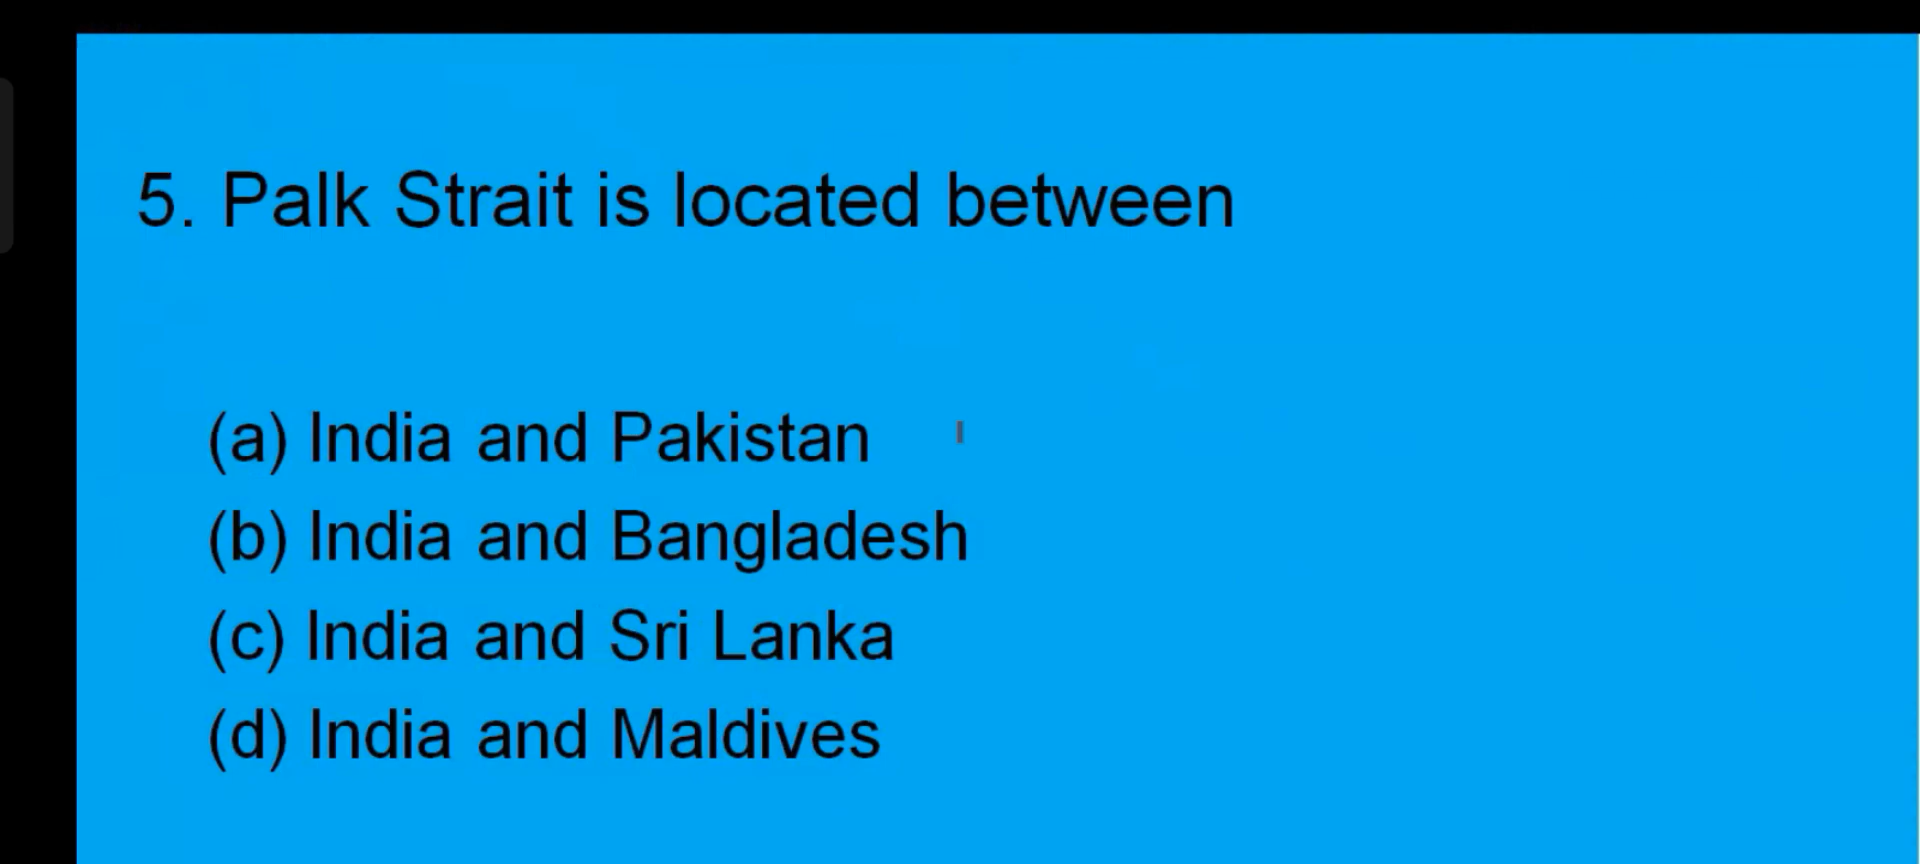 5. Palk Strait is located between
(a) India and Pakistan
(b) India and Bangladesh
(c) India and Sri Lanka
(d) India and Maldives